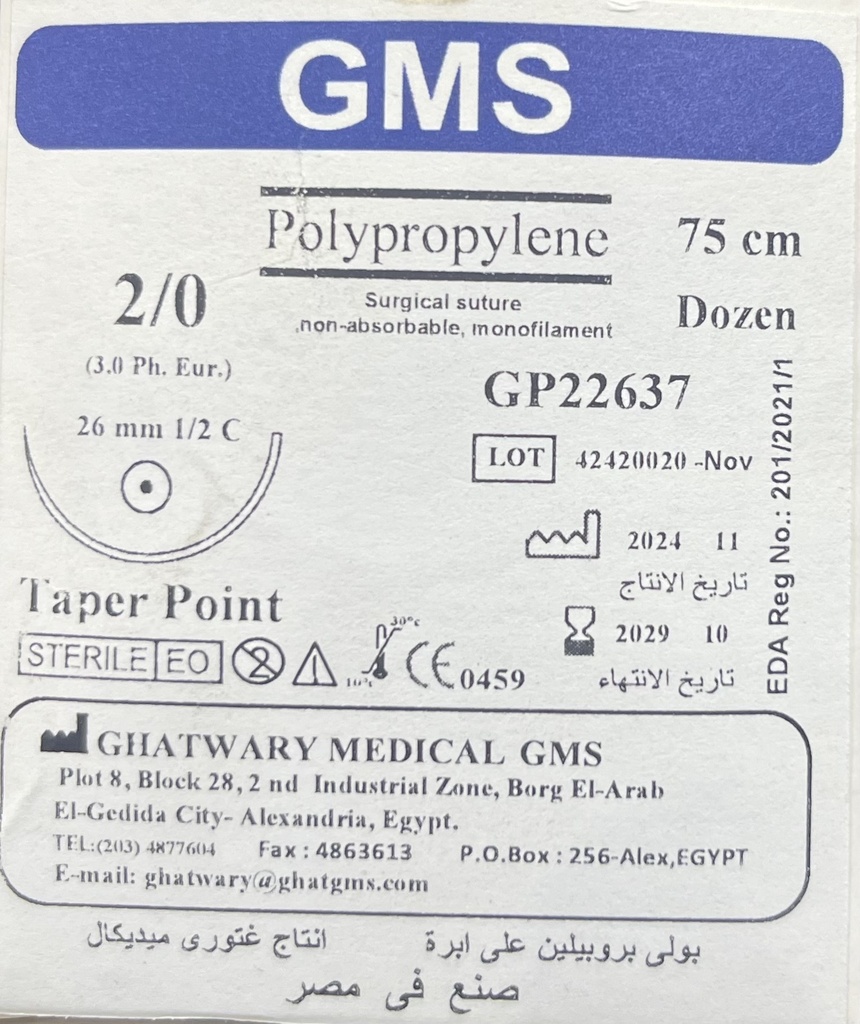 GMS
Polypropylene
75 cm
2/0
Surgical suture
.non-absorbable, monofilament
Dozen
(3.0 Ph. Eur.)
GP22637
26 mm 1/2 C
LOT 42420020 -Nov
EDA Reg No.: 201/2021/1
2024 11
تاريخ الانتاج
Taper Point
2029 10
تاريخ الانتهاء
STERILE EO 2 30°c 10°c CE 0459
GHATWARY MEDICAL GMS
Plot 8, Block 28, 2 nd Industrial Zone, Borg El-Arab
El-Gedida City- Alexandria, Egypt.
TEL:(203) 4877604 Fax : 4863613 P.O.Box : 256-Alex,EGYPT
E-mail: ghatwary@ghatgms.com
بولى بروبيلين على ابرة انتاج غتورى ميديكال
صنع فى مصر